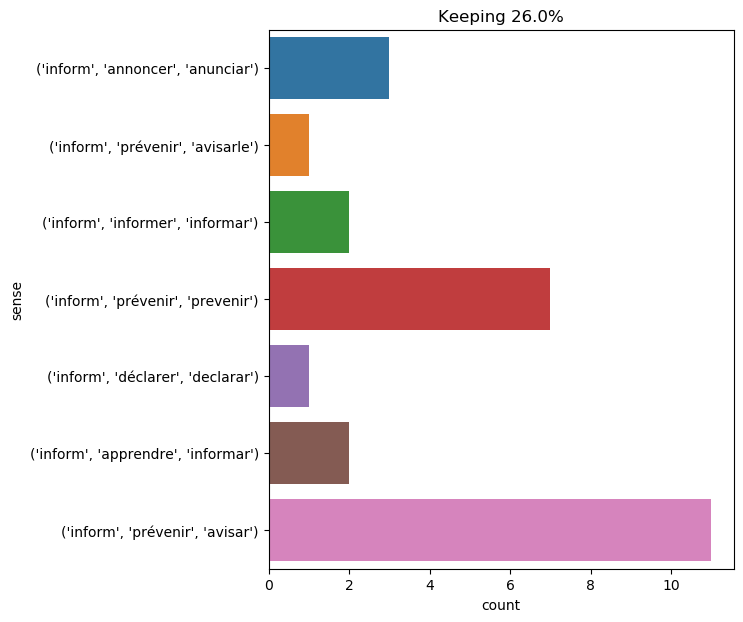 Keeping 26.0%
('inform', 'annoncer', 'anunciar')
('inform', 'prévenir', 'avisarle')
('inform', 'informer', 'informar')
('inform', 'prévenir', 'prevenir')
('inform', 'déclarer', 'declarar')
('inform', 'apprendre', 'informar')
('inform', 'prévenir', 'avisar')
sense
0 2 4 6 8 10
count